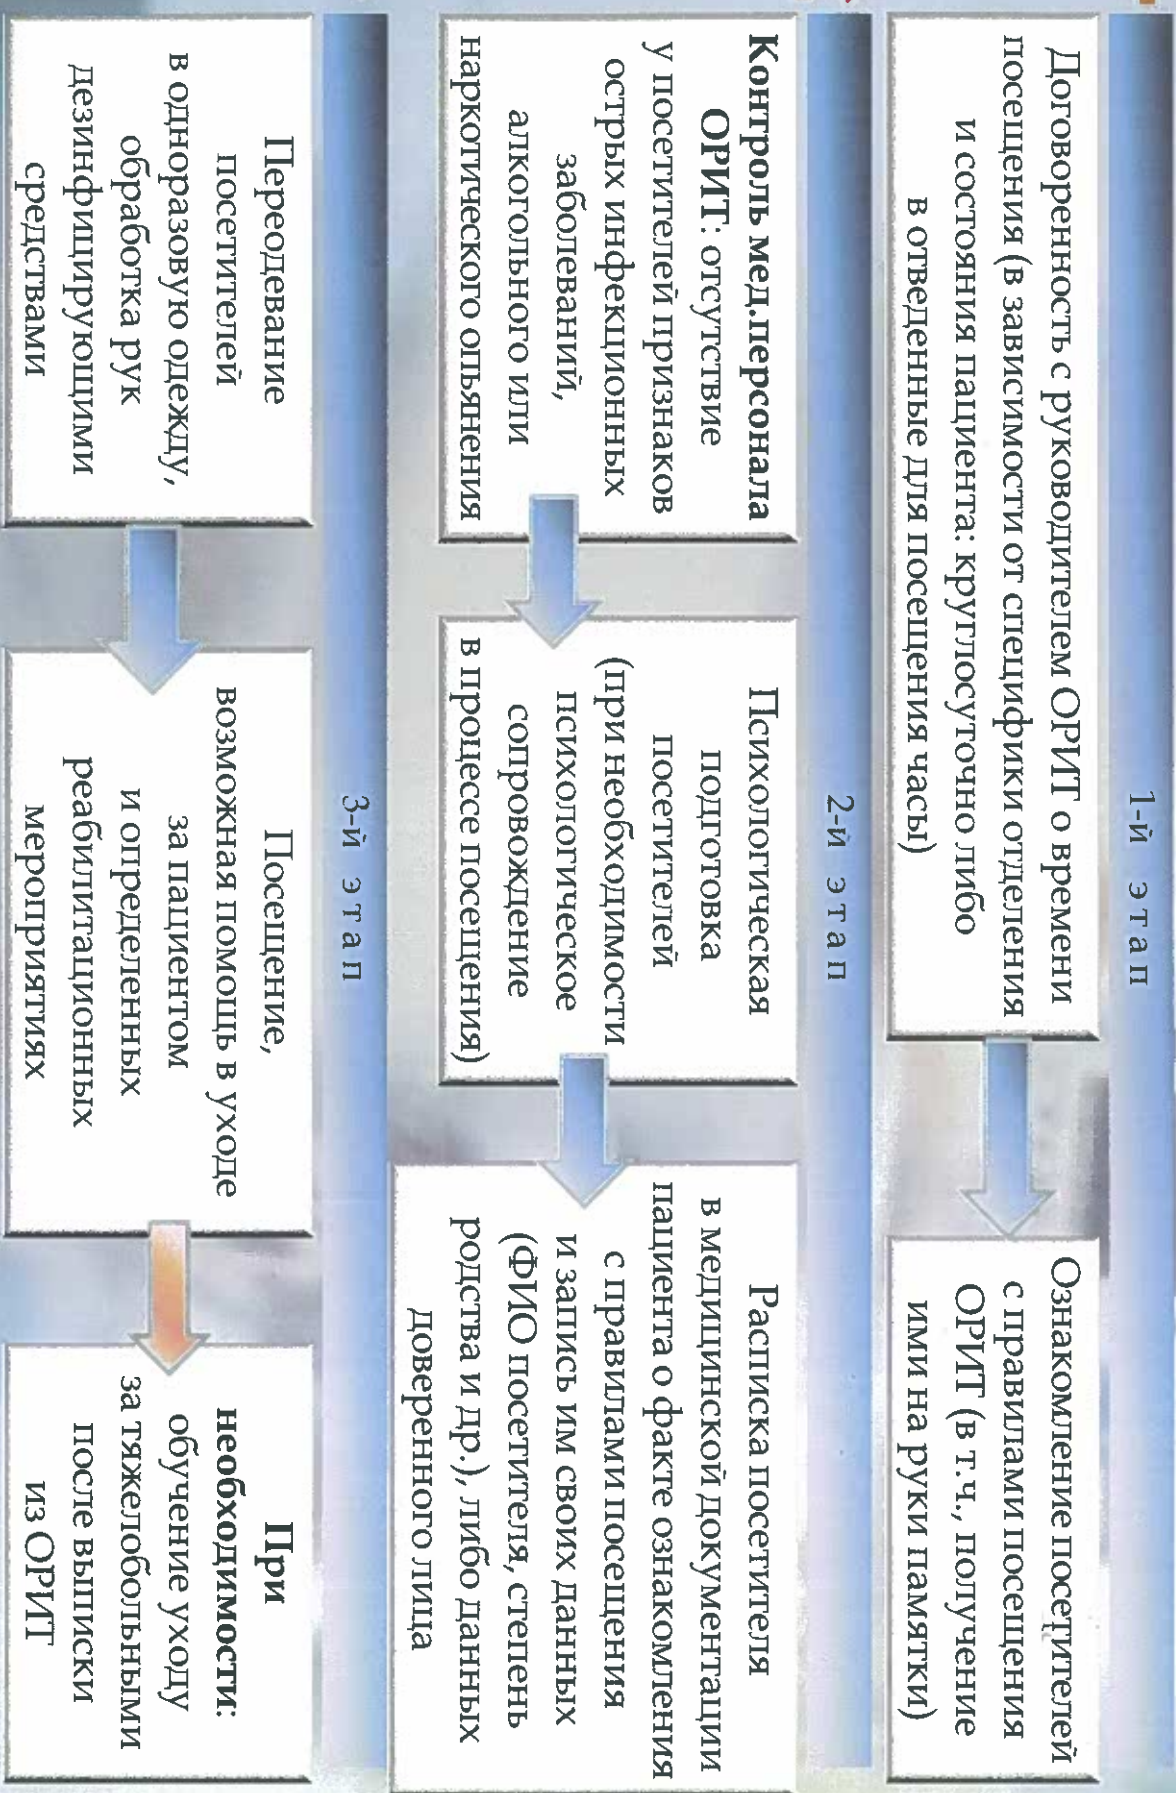 1-й этап
Договоренность с руководителем ОРИТ о времени
посещения (в зависимости от специфики отделения
и состояния пациента: круглосуточно либо
в отведенные для посещения часы)
Ознакомление посетителей
с правилами посещения
ОРИТ (в т.ч., получение
ими на руки памятки)
2-й этап
Контроль мед.персонала
ОРИТ: отсутствие
у посетителей признаков
острых инфекционных
заболеваний,
алкогольного или
наркотического опьянения
Психологическая
подготовка
посетителей
(при необходимости
психологическое
сопровождение
в процессе посещения)
Расписка посетителя
в медицинской документации
пациента о факте ознакомления
с правилами посещения
и запись им своих данных
(ФИО посетителя, степень
родства и др.), либо данных
доверенного лица
3-й этап
Переодевание
посетителей
в одноразовую одежду,
обработка рук
дезинфицирующими
средствами
Посещение,
возможная помощь в уходе
за пациентом
и определенных
реабилитационных
мероприятиях
При
необходимости:
обучение уходу
за тяжелобольными
после выписки
из ОРИТ